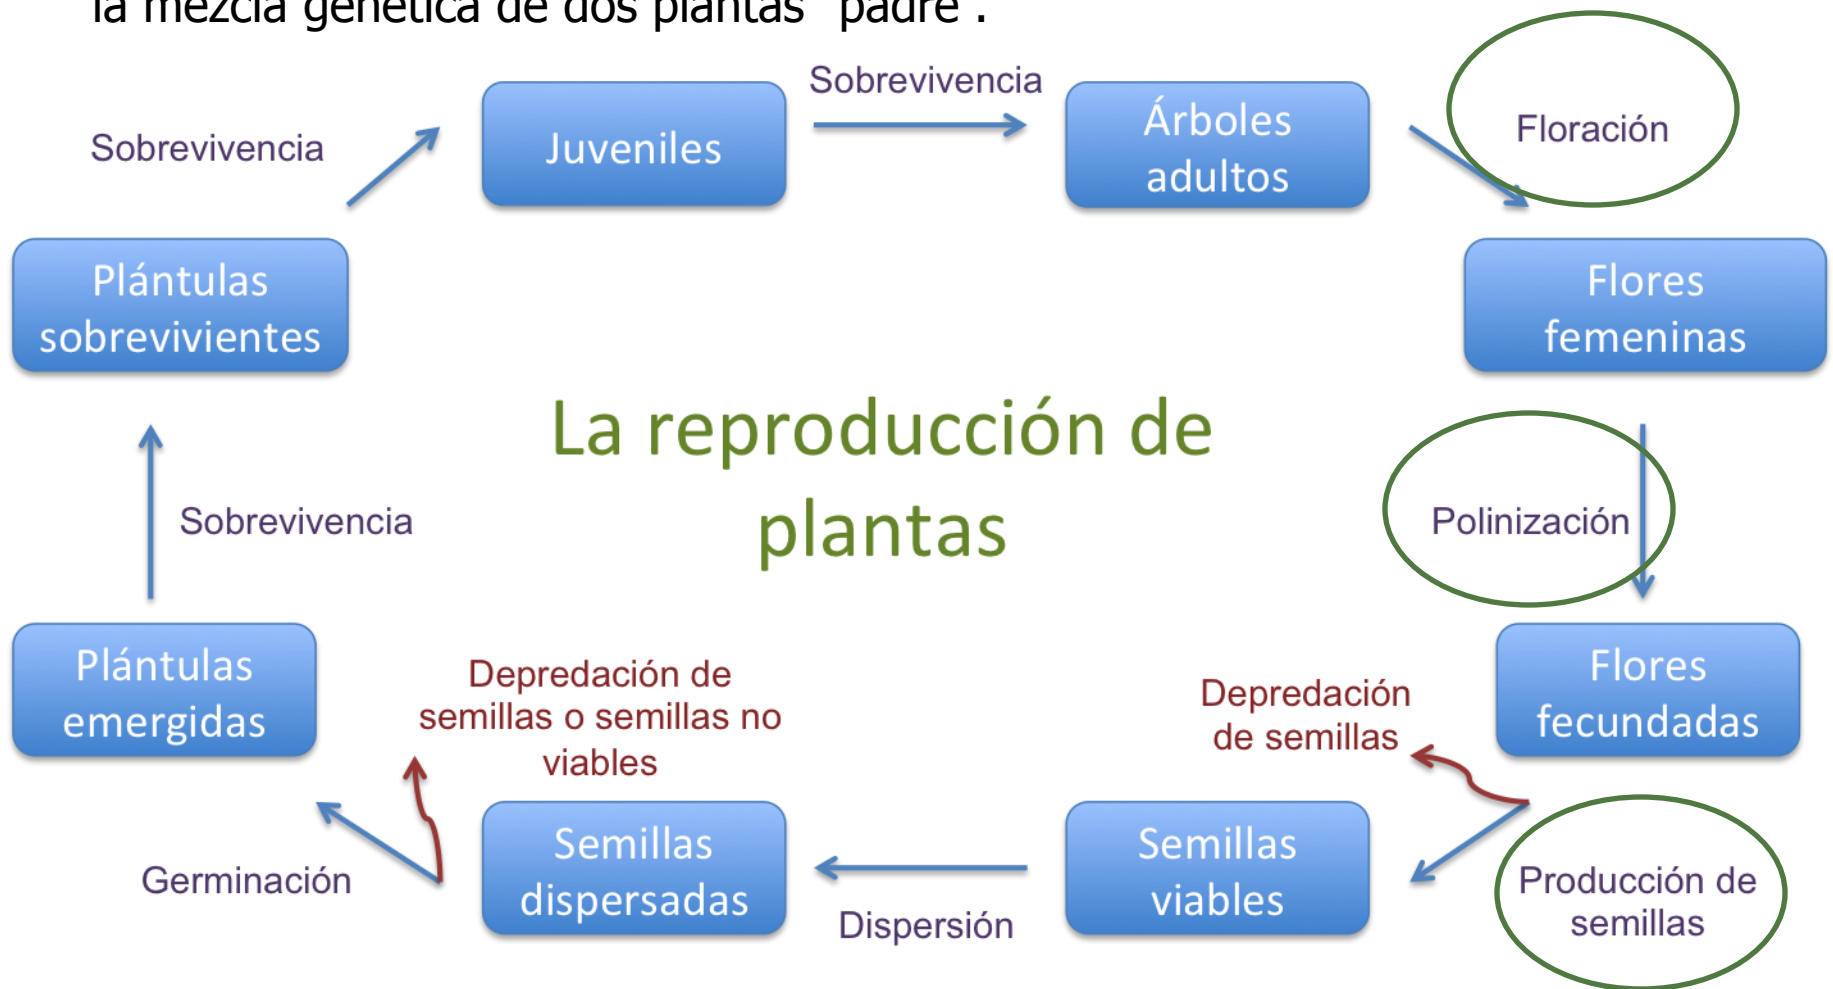 la mezcla genética de dos plantas "padre".
Sobrevivencia
Juveniles
Sobrevivencia
Árboles
adultos
Floración
Plántulas
sobrevivientes
Flores
femeninas
La reproducción de
plantas
Sobrevivencia
Polinización
Plántulas
emergidas
Depredación de
semillas o semillas no
viables
Depredación
de semillas
Flores
fecundadas
Germinación
Semillas
dispersadas
Dispersión
Semillas
viables
Producción de
semillas